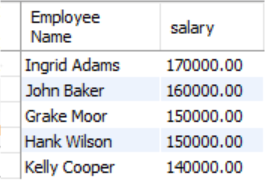 Employee Name salary
Ingrid Adams 170000.00
John Baker 160000.00
Grake Moor 150000.00
Hank Wilson 150000.00
Kelly Cooper 140000.00